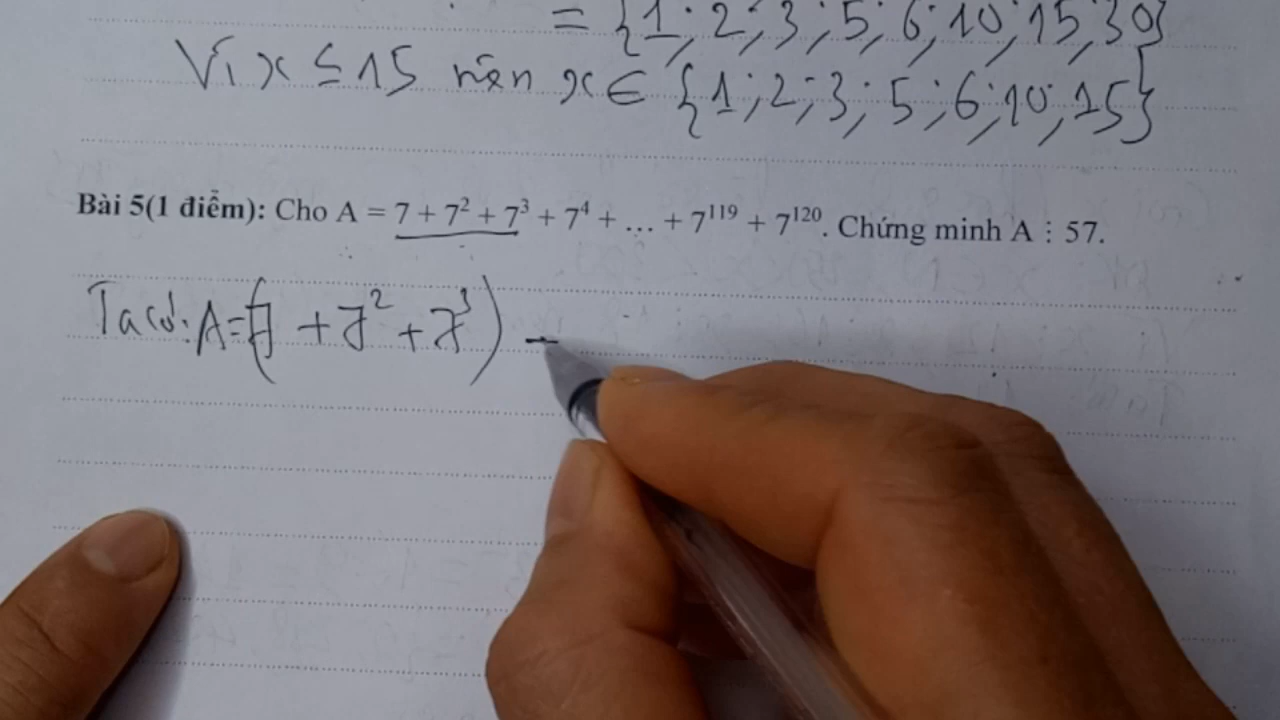 = {1; 2; 3; 5; 6; 10; 15; 30}
Vì x ≤ 15 nên x ∈ {1; 2; 3; 5; 6; 10; 15}
Bài 5(1 điểm): Cho A = 7 + 7² + 7³ + 7⁴ + … + 7¹¹⁹ + 7¹²⁰. Chứng minh A ⋮ 57.
Ta có: A = (7 + 7² + 7³) –